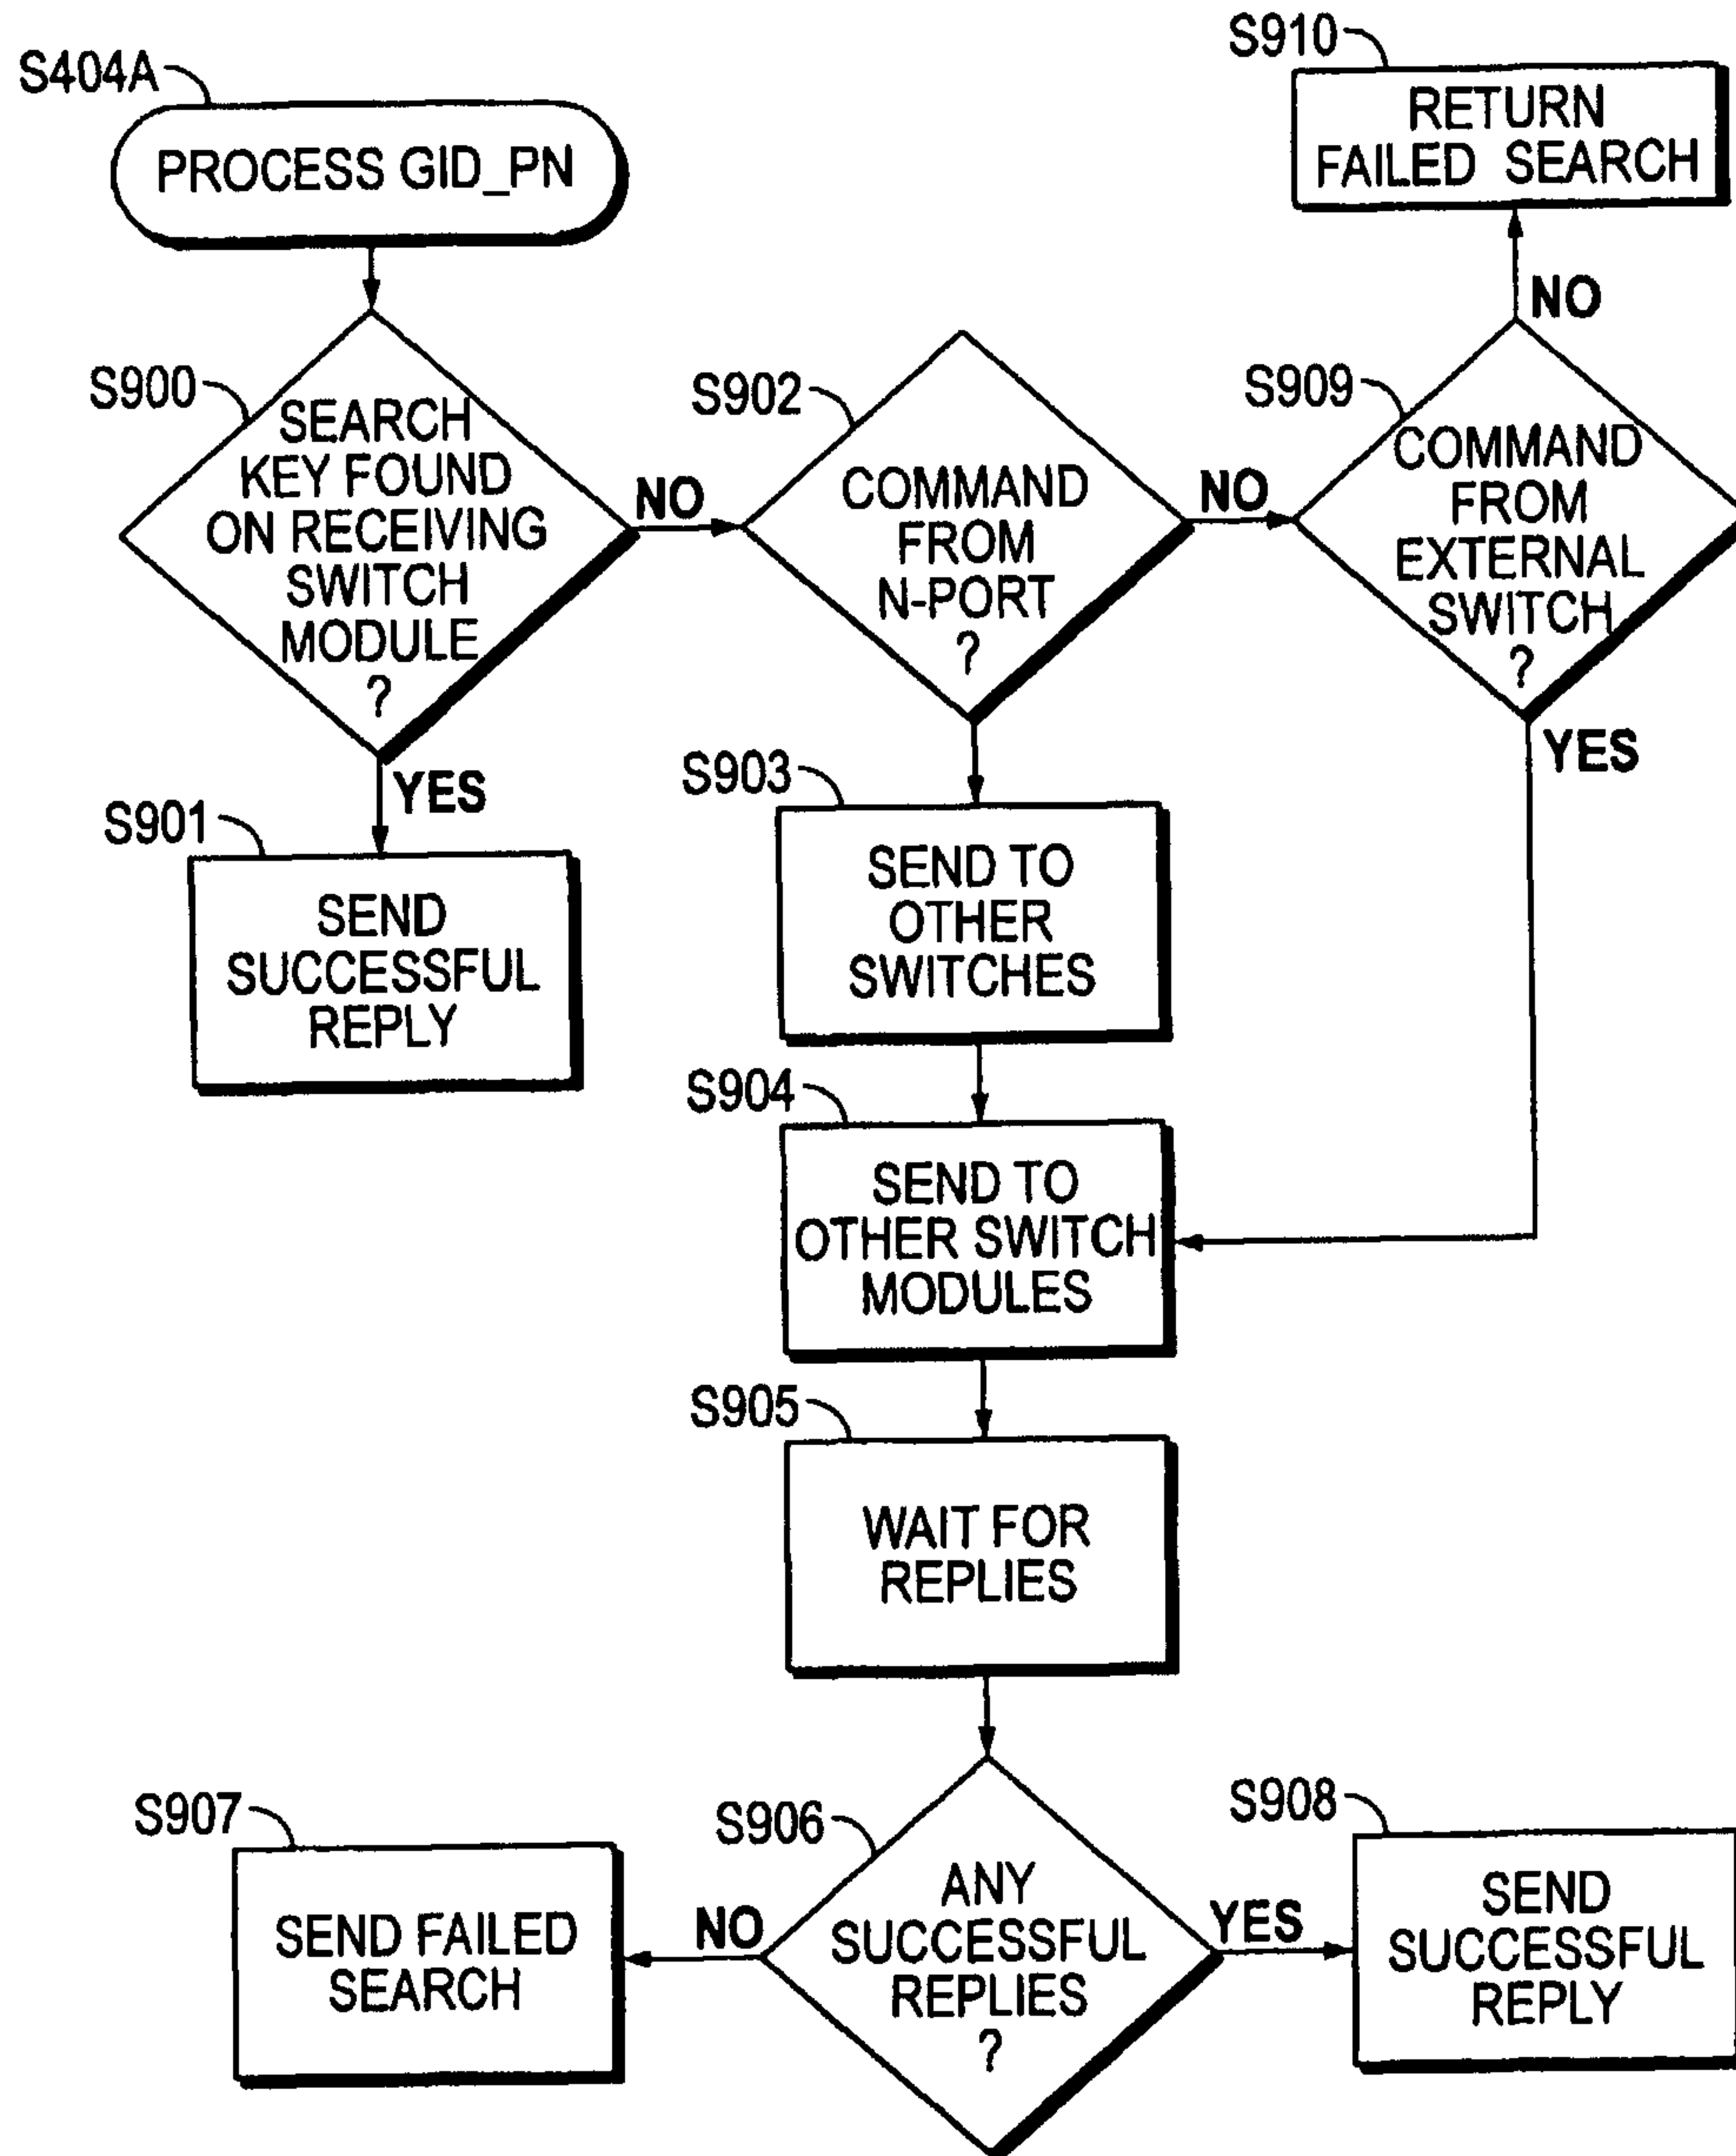 S910
RETURN
FAILED SEARCH
S404A
PROCESS GID_PN
NO
S900
SEARCH
KEY FOUND
ON RECEIVING
SWITCH
MODULE
?
NO
S902
COMMAND
FROM
N-PORT
?
NO
S909
COMMAND
FROM
EXTERNAL
SWITCH
?
YES
YES
S901
SEND
SUCCESSFUL
REPLY
S903
SEND TO
OTHER
SWITCHES
S904
SEND TO
OTHER SWITCH
MODULES
S905
WAIT FOR
REPLIES
S907
SEND FAILED
SEARCH
NO
S906
ANY
SUCCESSFUL
REPLIES
?
YES
S908
SEND
SUCCESSFUL
REPLY